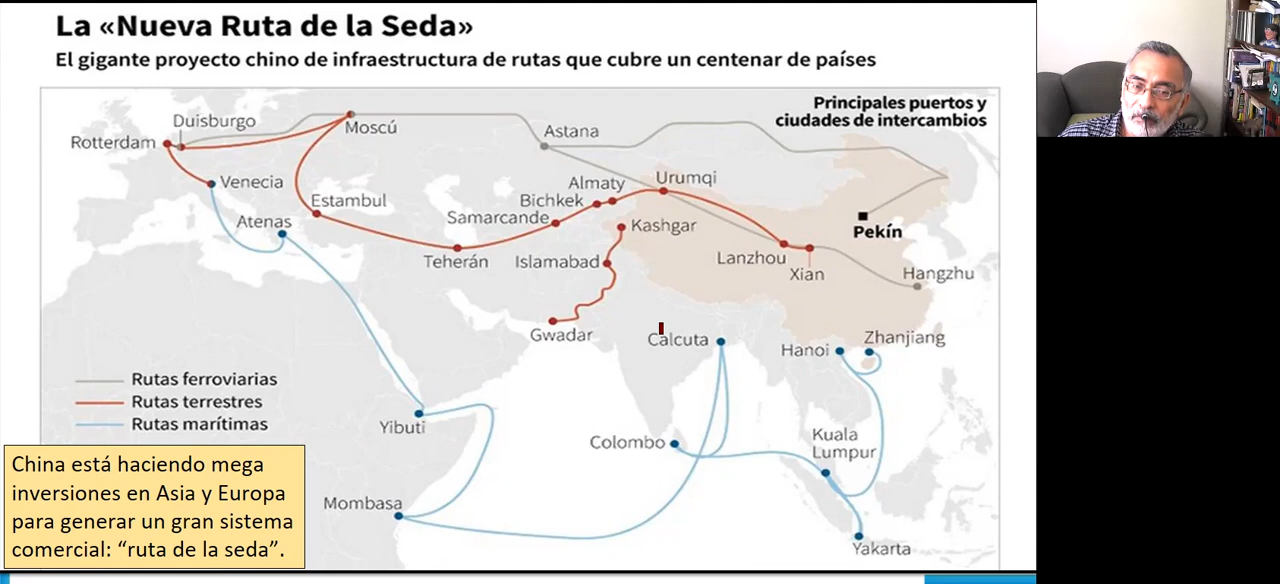 La «Nueva Ruta de la Seda»
El gigante proyecto chino de infraestructura de rutas que cubre un centenar de países
Principales puertos y
ciudades de intercambios
Duisburgo
Moscú
Rotterdam
Astana
Venecia
Almaty
Urumqi
Estambul
Bichkek
Atenas
Samarcande
Kashgar
Pekín
Teherán
Islamabad
Lanzhou
Xian
Hangzhu
Gwadar
Calcuta
Hanoi
Zhanjiang
Rutas ferroviarias
Rutas terrestres
Rutas marítimas
Yibuti
Colombo
Kuala
Lumpur
Mombasa
Yakarta
China está haciendo mega
inversiones en Asia y Europa
para generar un gran sistema
comercial: “ruta de la seda”.